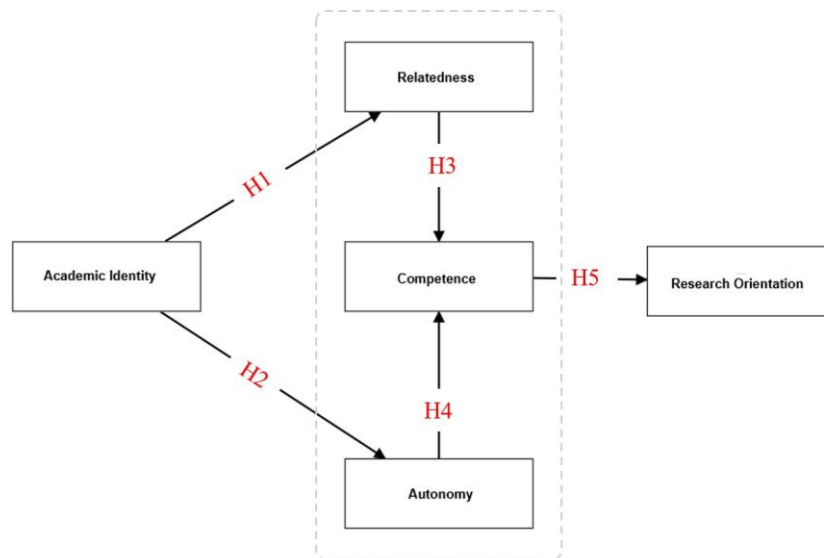 Relatedness
H1
H3
Academic Identity
Competence
H5
Research Orientation
H2
H4
Autonomy